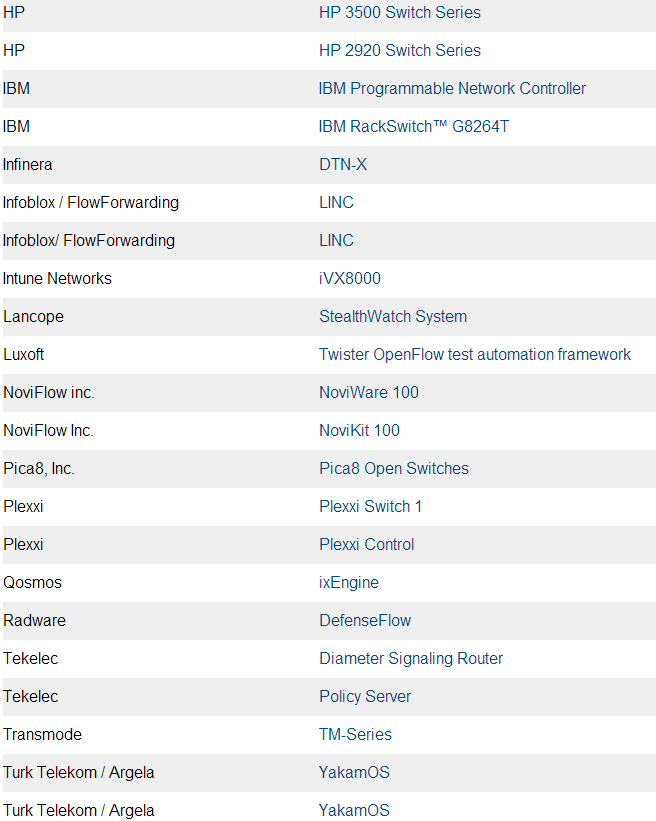 HP HP 3500 Switch Series
HP HP 2920 Switch Series
IBM IBM Programmable Network Controller
IBM IBM RackSwitch™ G8264T
Infinera DTN-X
Infoblox / FlowForwarding LINC
Infoblox/ FlowForwarding LINC
Intune Networks iVX8000
Lancope StealthWatch System
Luxoft Twister OpenFlow test automation framework
NoviFlow inc. NoviWare 100
NoviFlow Inc. NoviKit 100
Pica8, Inc. Pica8 Open Switches
Plexxi Plexxi Switch 1
Plexxi Plexxi Control
Qosmos ixEngine
Radware DefenseFlow
Tekelec Diameter Signaling Router
Tekelec Policy Server
Transmode TM-Series
Turk Telekom / Argela YakamOS
Turk Telekom / Argela YakamOS